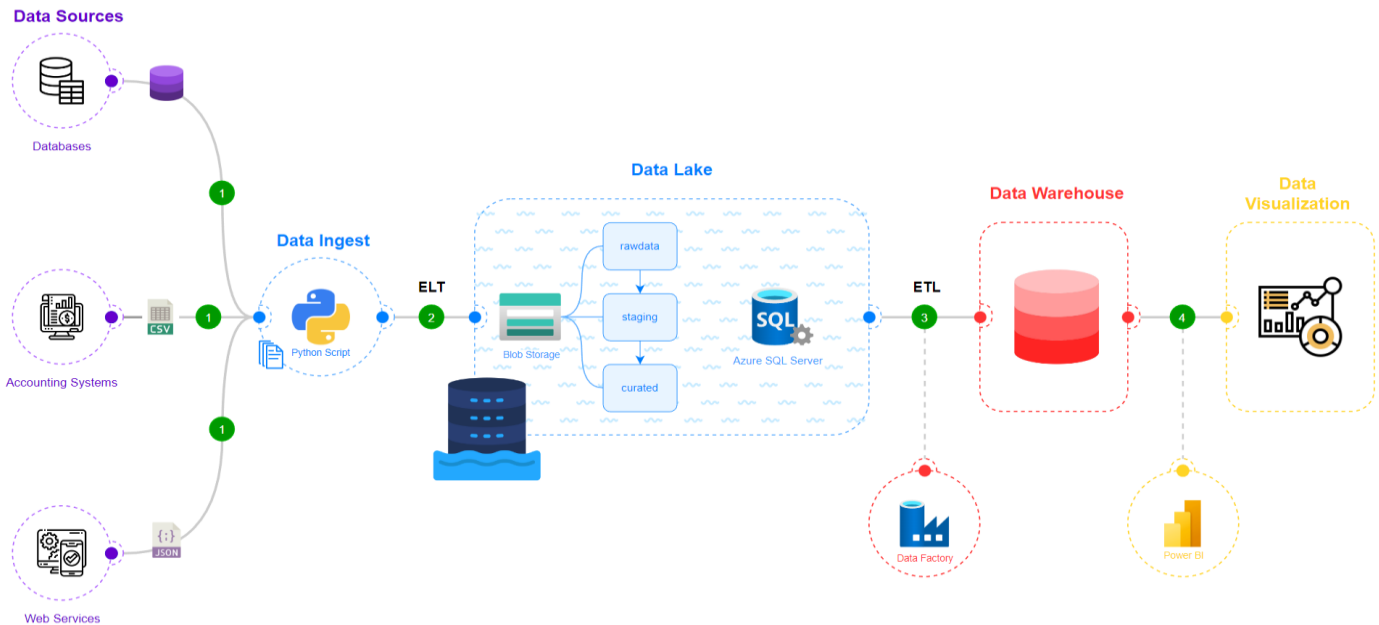 Data Sources
Databases
1
Accounting Systems
CSV
1
Web Services
{;}
JSON
1
Data Ingest
Python Script
ELT
2
Data Lake
Blob Storage
rawdata
staging
curated
SQL
Azure SQL Server
ETL
3
Data Factory
Data Warehouse
4
Power BI
Data
Visualization